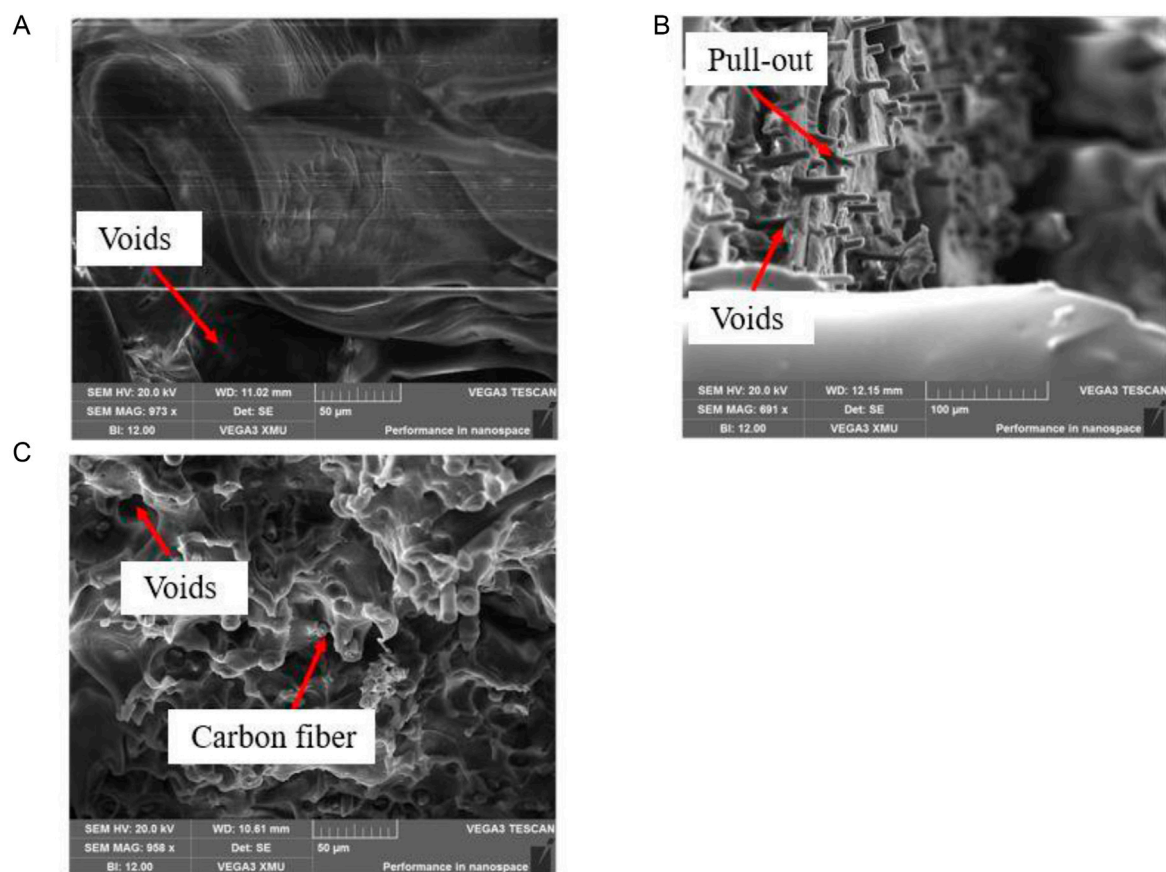 A
Voids
SEM HV: 20.0 kV WD: 11.02 mm VEGA3 TESCAN
SEM MAG: 973 x Det: SE 50 µm
BI: 12.00 VEGA3 XMU Performance in nanospace
B
Pull-out
Voids
SEM HV: 20.0 kV WD: 12.15 mm VEGA3 TESCAN
SEM MAG: 691 x Det: SE 100 µm
BI: 12.00 VEGA3 XMU Performance in nanospace
C
Voids
Carbon fiber
SEM HV: 20.0 kV WD: 10.61 mm VEGA3 TESCAN
SEM MAG: 958 x Det: SE 50 µm
BI: 12.00 VEGA3 XMU Performance in nanospace